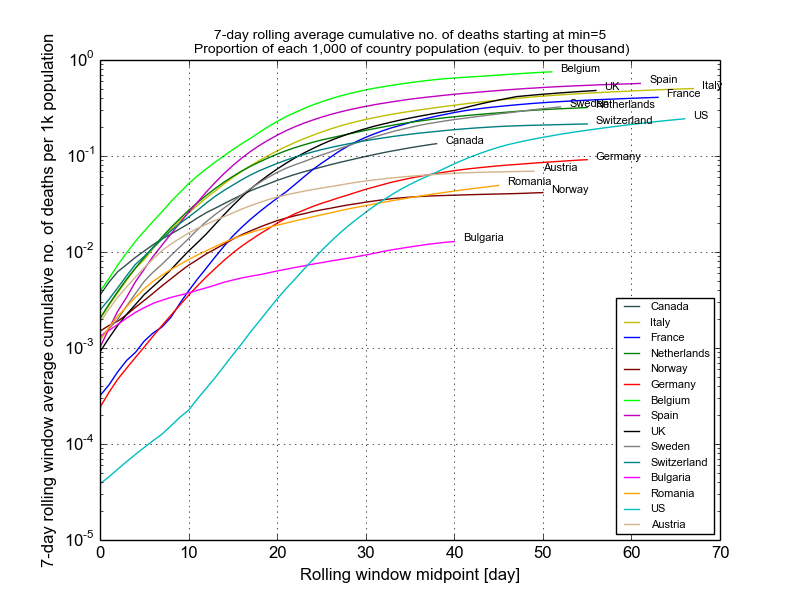 7-day rolling average cumulative no. of deaths starting at min=5
Proportion of each 1,000 of country population (equiv. to per thousand)
7-day rolling window average cumulative no. of deaths per 1k population
10^0
10^-1
10^-2
10^-3
10^-4
10^-5
Belgium
Spain
UK
Italy
France
Sweden
Netherlands
US
Switzerland
Canada
Germany
Austria
Romania
Norway
Bulgaria
Canada
Italy
France
Netherlands
Norway
Germany
Belgium
Spain
UK
Sweden
Switzerland
Bulgaria
Romania
US
Austria
0 10 20 30 40 50 60 70
Rolling window midpoint [day]